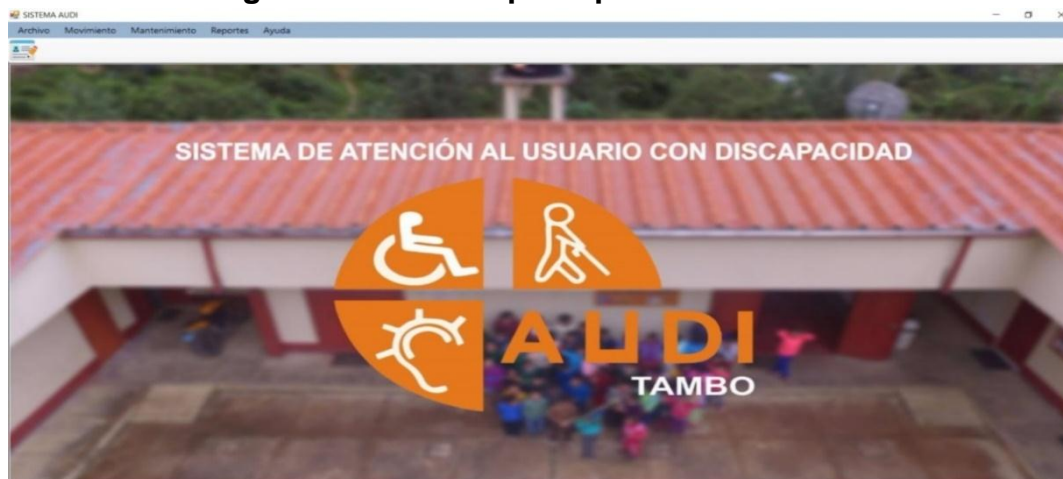 SISTEMA AUDI
Archivo Movimiento Mantenimiento Reportes Ayuda
SISTEMA DE ATENCIÓN AL USUARIO CON DISCAPACIDAD
AUDI
TAMBO